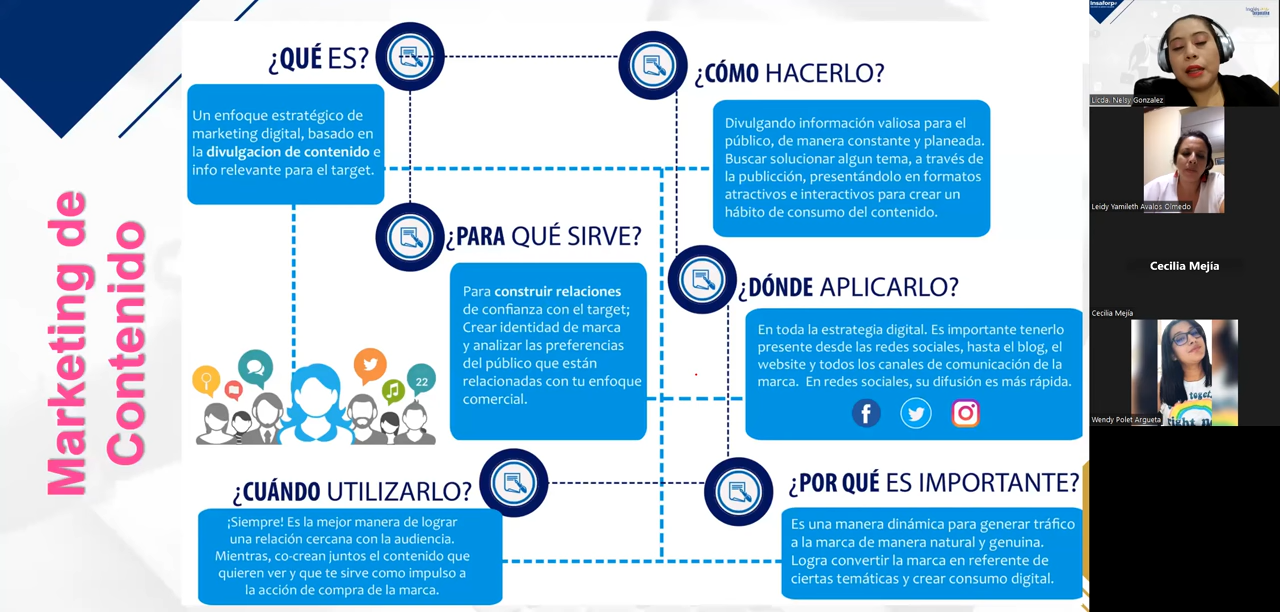 Marketing de
Contenido
¿QUÉ ES?
Un enfoque estratégico de
marketing digital, basado en
la divulgacion de contenido e
info relevante para el target.
¿CÓMO HACERLO?
Divulgando información valiosa para el
público, de manera constante y planeada.
Buscar solucionar algun tema, a través de
la publicción, presentándolo en formatos
atractivos e interactivos para crear un
hábito de consumo del contenido.
¿PARA QUÉ SIRVE?
Para construir relaciones
de confianza con el target;
Crear identidad de marca
y analizar las preferencias
del público que están
relacionadas con tu enfoque
comercial.
¿DÓNDE APLICARLO?
En toda la estrategia digital. Es importante tenerlo
presente desde las redes sociales, hasta el blog, el
website y todos los canales de comunicación de la
marca. En redes sociales, su difusión es más rápida.
22
¿CUÁNDO UTILIZARLO?
¡Siempre! Es la mejor manera de lograr
una relación cercana con la audiencia.
Mientras, co-crean juntos el contenido que
quieren ver y que te sirve como impulso a
la acción de compra de la marca.
¿POR QUÉ ES IMPORTANTE?
Es una manera dinámica para generar tráfico
a la marca de manera natural y genuina.
Logra convertir la marca en referente de
ciertas temáticas y crear consumo digital.
Insaforp
Licda. Nelsy Gonzalez
Leidy Yamileth Avalos Olmedo
Cecilia Mejía
Cecilia Mejía
Wendy Polet Argueta